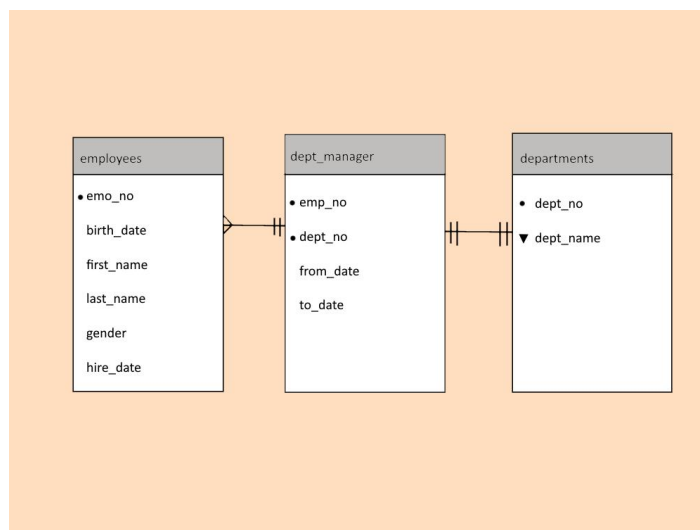 employees
emo_no
birth_date
first_name
last_name
gender
hire_date
dept_manager
emp_no
dept_no
from_date
to_date
departments
dept_no
dept_name